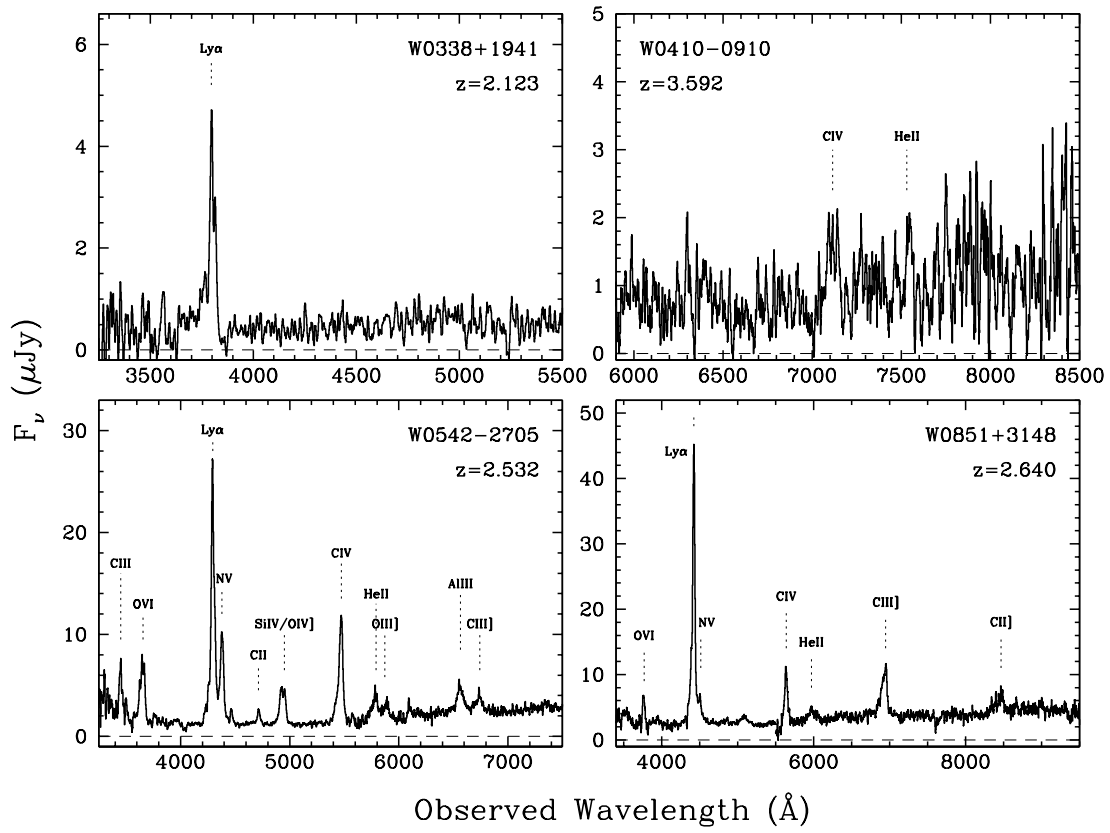 W0338+1941
z=2.123
Lyα
6
4
2
0
3500 4000 4500 5000 5500
W0410−0910
z=3.592
CIV HeII
5
4
3
2
1
0
6000 6500 7000 7500 8000 8500
F_ν (μJy)
W0542−2705
z=2.532
Lyα
CIII
OVI
NV
CII
SiIV/OIV]
CIV
HeII
OIII]
AlIII
CIII]
30
20
10
0
4000 5000 6000 7000
W0851+3148
z=2.640
Lyα
OVI
NV
CIV
HeII
CIII]
CII]
50
40
30
20
10
0
4000 6000 8000
Observed Wavelength (Å)